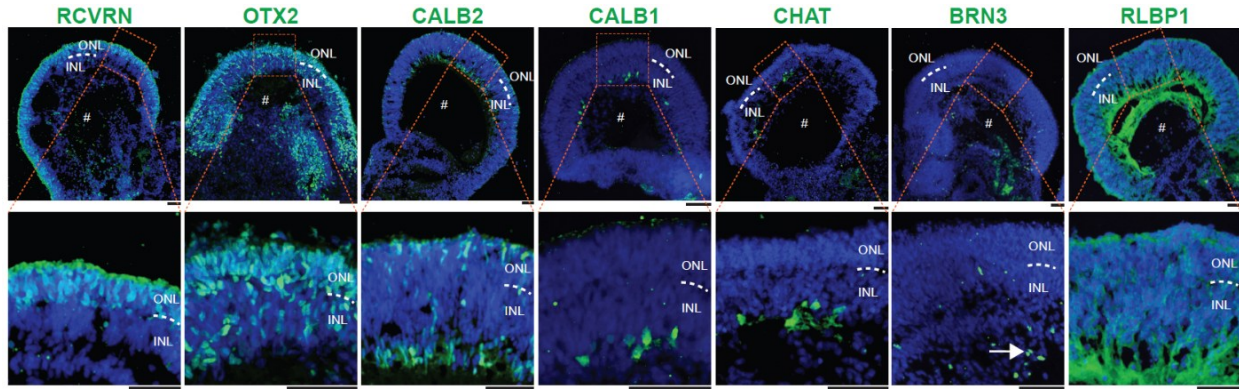 RCVRN OTX2 CALB2 CALB1 CHAT BRN3 RLBP1
ONL ONL ONL ONL ONL ONL ONL
INL INL INL INL INL INL INL
# # # # # # #
ONL ONL ONL ONL ONL ONL ONL
INL INL INL INL INL INL INL